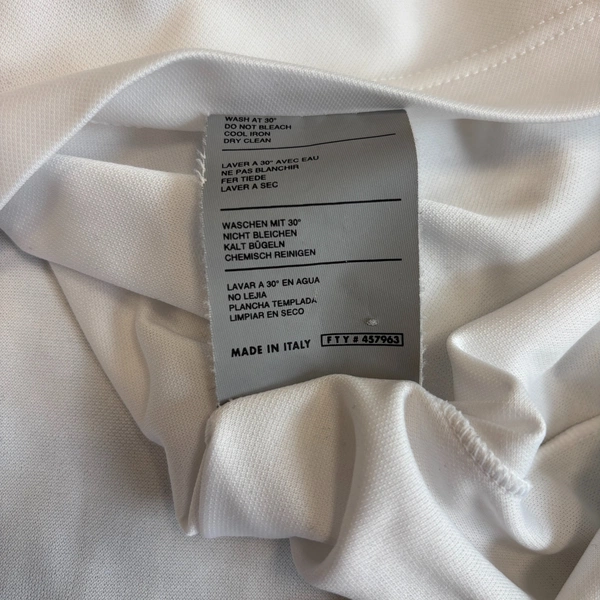 WASH AT 30°
DO NOT BLEACH
COOL IRON
DRY CLEAN
LAVER A 30° AVEC EAU
NE PAS BLANCHIR
FER TIEDE
LAVER A SEC
WASCHEN MIT 30°
NICHT BLEICHEN
KALT BÜGELN
CHEMISCH REINIGEN
LAVAR A 30° EN AGUA
NO LEJIA
PLANCHA TEMPLADA
LIMPIAR EN SECO
MADE IN ITALY FTY # 457963